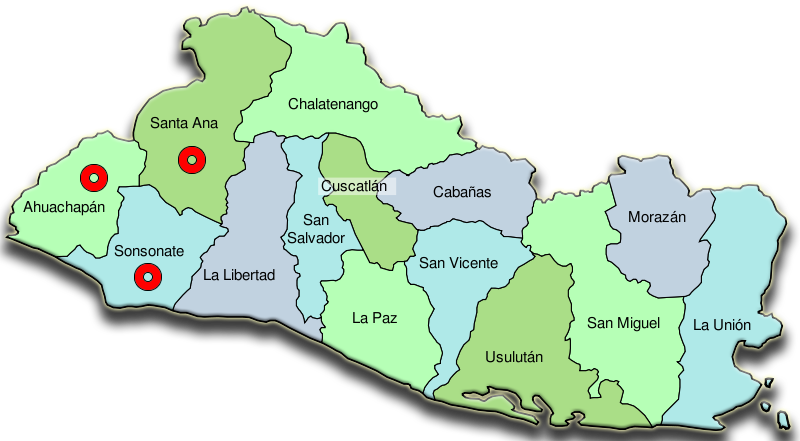 Chalatenango
Santa Ana
Cuscatlán
Cabañas
Ahuachapán
Morazán
San
Salvador
Sonsonate
La Libertad
San Vicente
La Paz
San Miguel
La Unión
Usulután